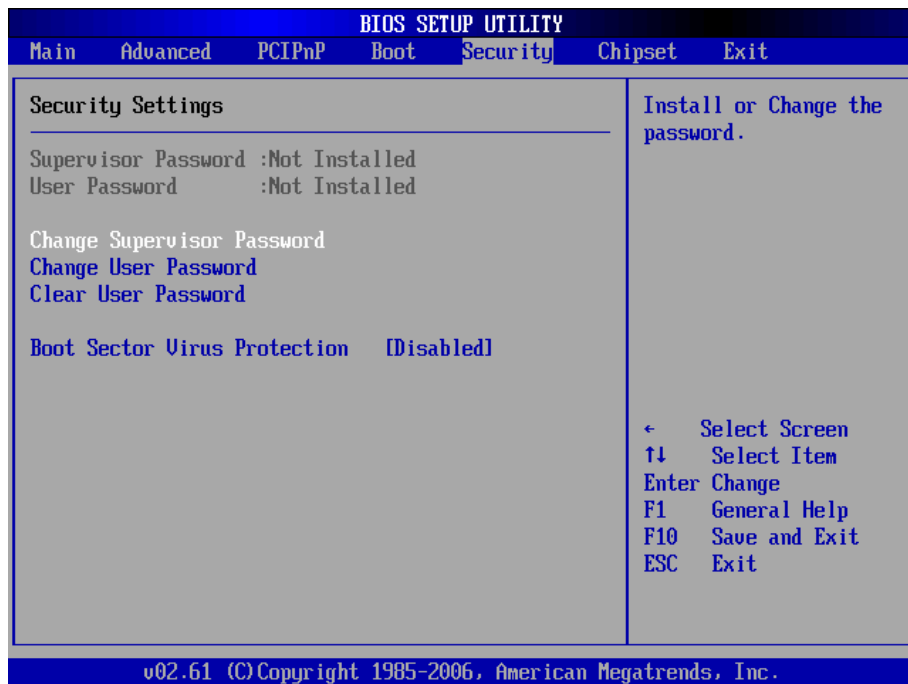 BIOS SETUP UTILITY
Main Advanced PCIPnP Boot Security Chipset Exit
Security Settings
Supervisor Password :Not Installed
User Password :Not Installed
Change Supervisor Password
Change User Password
Clear User Password
Boot Sector Virus Protection [Disabled]
Install or Change the
password.
← Select Screen
↑↓ Select Item
Enter Change
F1 General Help
F10 Save and Exit
ESC Exit
v02.61 (C)Copyright 1985-2006, American Megatrends, Inc.